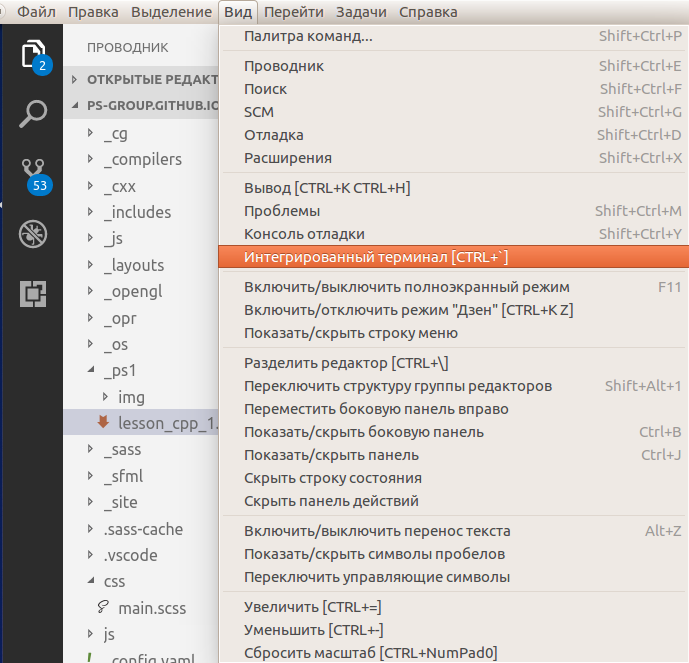 Файл Правка Выделение Вид Перейти Задачи Справка
ПРОВОДНИК
ОТКРЫТЫЕ РЕДАКТ
PS-GROUP.GITHUB.IO
_cg
_compilers
_cxx
_includes
_js
_layouts
_opengl
_opr
_os
_ps1
img
lesson_cpp_1.
_sass
_sfml
_site
.sass-cache
.vscode
css
main.scss
js
_config.yaml
2
53
Палитра команд... Shift+Ctrl+P
Проводник Shift+Ctrl+E
Поиск Shift+Ctrl+F
SCM Shift+Ctrl+G
Отладка Shift+Ctrl+D
Расширения Shift+Ctrl+X
Вывод [CTRL+K CTRL+H]
Проблемы Shift+Ctrl+M
Консоль отладки Shift+Ctrl+Y
Интегрированный терминал [CTRL+`]
Включить/выключить полноэкранный режим F11
Включить/отключить режим "Дзен" [CTRL+K Z]
Показать/скрыть строку меню
Разделить редактор [CTRL+\]
Переключить структуру группы редакторов Shift+Alt+1
Переместить боковую панель вправо
Показать/скрыть боковую панель Ctrl+B
Показать/скрыть панель Ctrl+J
Скрыть строку состояния
Скрыть панель действий
Включить/выключить перенос текста Alt+Z
Показать/скрыть символы пробелов
Переключить управляющие символы
Увеличить [CTRL+=]
Уменьшить [CTRL+-]
Сбросить масштаб [CTRL+NumPad0]